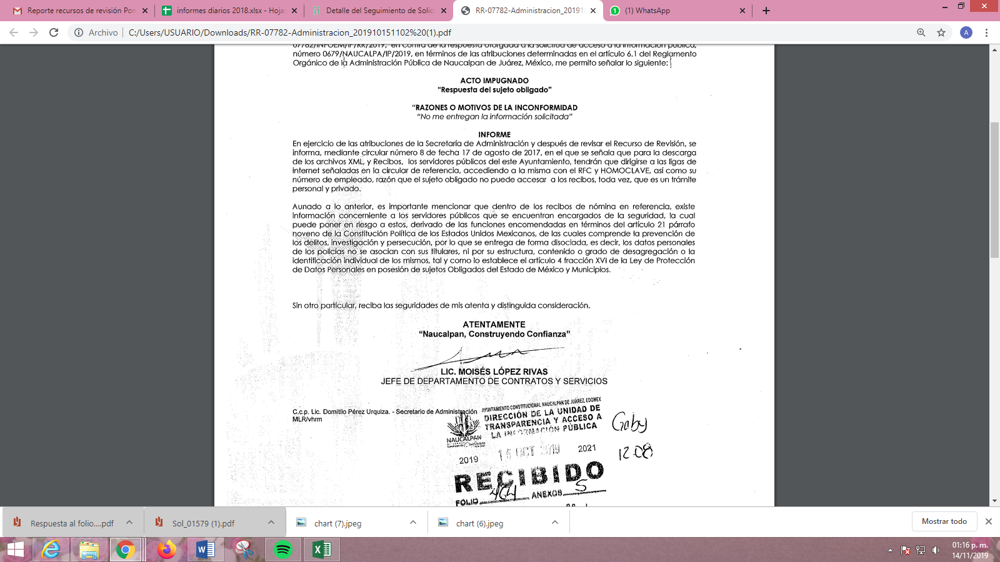 Reporte recursos de revisión Pon
informes diarios 2018.xlsx - Hoja
Detalle del Seguimiento de Solici
RR-07782-Administracion_201910
(1) WhatsApp
Archivo
C:/Users/USUARIO/Downloads/RR-07782-Administracion_201910151102%20(1).pdf
A
07782/INFOEM/IP/RR/2019, en contra de la respuesta otorgada a la solicitud de acceso a la información pública,
número 0679/NAUCALPA/IP/2019, en términos de las atribuciones determinadas en el artículo 6.1 del Reglamento
Orgánico de la Administración Pública de Naucalpan de Juárez, México, me permito señalar lo siguiente:
ACTO IMPUGNADO
“Respuesta del sujeto obligado”
“RAZONES O MOTIVOS DE LA INCONFORMIDAD
“No me entregan la información solicitada”
INFORME
En ejercicio de las atribuciones de la Secretaría de Administración y después de revisar el Recurso de Revisión, se
informa, mediante circular número 8 de fecha 17 de agosto de 2017, en el que se señala que para la descarga
de los archivos XML, y Recibos, los servidores públicos del este Ayuntamiento, tendrán que dirigirse a las ligas de
internet señaladas en la circular de referencia, accediendo a la misma con el RFC y HOMOCLAVE, así como su
número de empleado, razón que el sujeto obligado no puede accesar a los recibos, toda vez, que es un trámite
personal y privado.
Aunado a lo anterior, es importante mencionar que dentro de los recibos de nómina en referencia, existe
información concerniente a los servidores públicos que se encuentran encargados de la seguridad, la cual
puede poner en riesgo a estos, derivado de las funciones encomendadas en términos del artículo 21 párrafo
noveno de la Constitución Política de los Estados Unidos Mexicanos, de las cuales comprende la prevención de
los delitos, investigación y persecución, por lo que se entrega de forma disociada, es decir, los datos personales
de los policías no se asocian con sus titulares, ni por su estructura, contenido o grado de desagregación o la
identificación individual de los mismos, tal y como lo establece el artículo 4 fracción XVI de la Ley de Protección
de Datos Personales en posesión de sujetos Obligados del Estado de México y Municipios.
Sin otro particular, reciba las seguridades de mis atenta y distinguida consideración.
ATENTAMENTE
“Naucalpan, Construyendo Confianza”
LIC. MOISÉS LÓPEZ RIVAS
JEFE DE DEPARTAMENTO DE CONTRATOS Y SERVICIOS
C.c.p. Lic. Domitilo Pérez Urquiza. - Secretario de Administración
MLR/vhrm
AYUNTAMIENTO CONSTITUCIONAL NAUCALPAN DE JUÁREZ, EDOMEX
DIRECCIÓN DE LA UNIDAD DE
TRANSPARENCIA Y ACCESO A
LA INFORMACIÓN PÚBLICA
NAUCALPAN
Gaby
12:08
2019
OCT 2019
2021
RECIBIDO
FOLIO 464 ANEXOS 5
Respuesta al folio....pdf
Sol_01579 (1).pdf
chart (7).jpeg
chart (6).jpeg
Mostrar todo
01:16 p. m.
14/11/2019